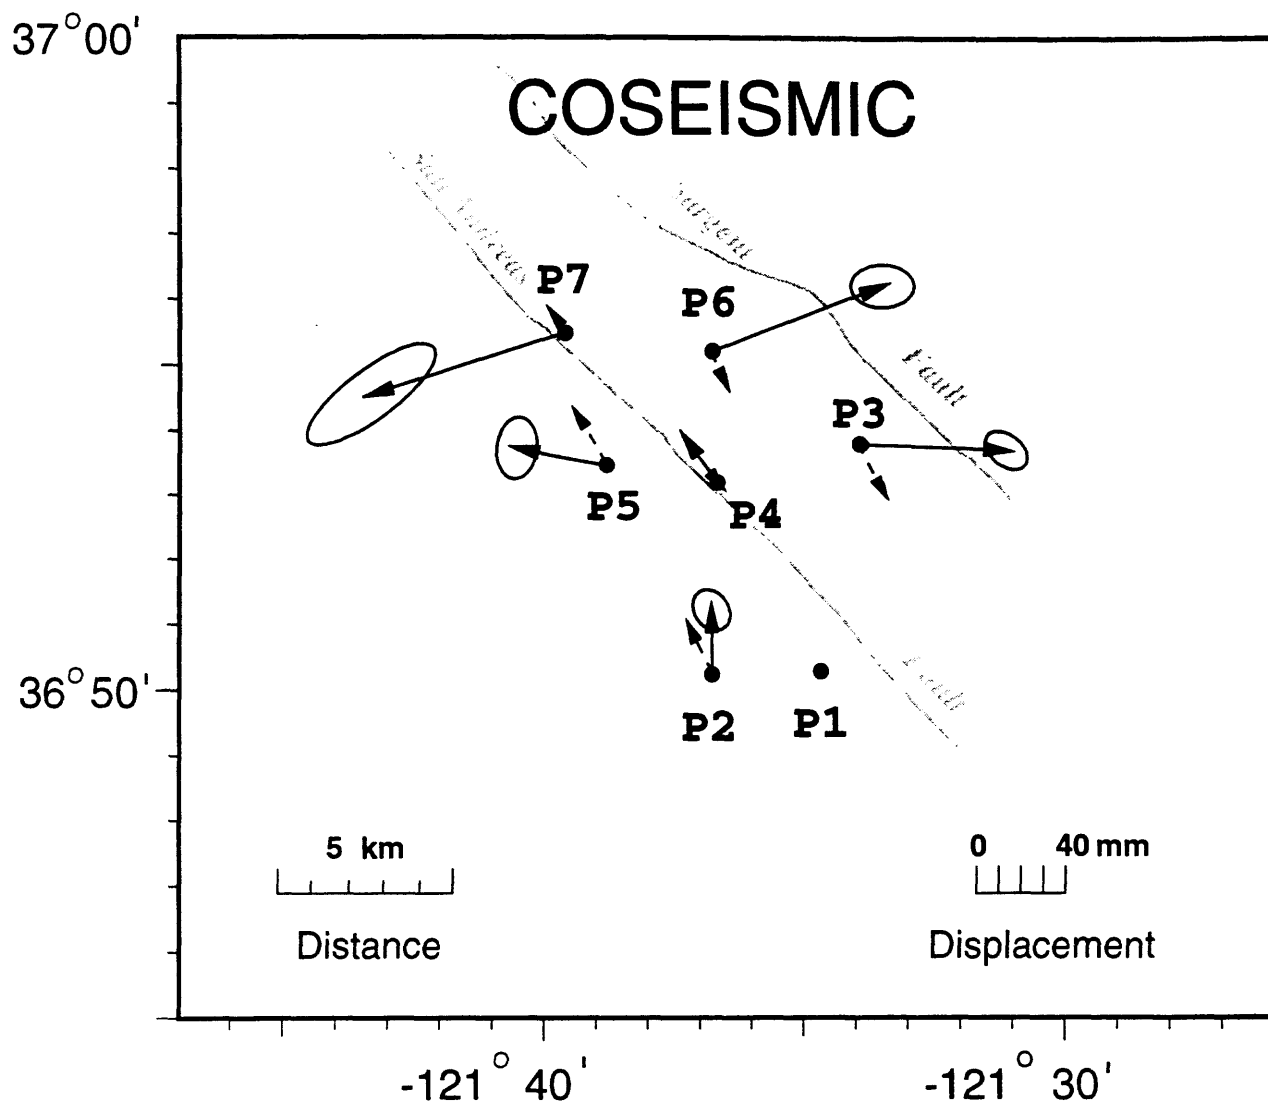 37°00'
COSEISMIC
San Andreas
Sargent
P7
P6
Fault
P3
P5
P4
Fault
36°50'
P2
P1
5 km
0 40 mm
Distance
Displacement
-121° 40'
-121° 30'